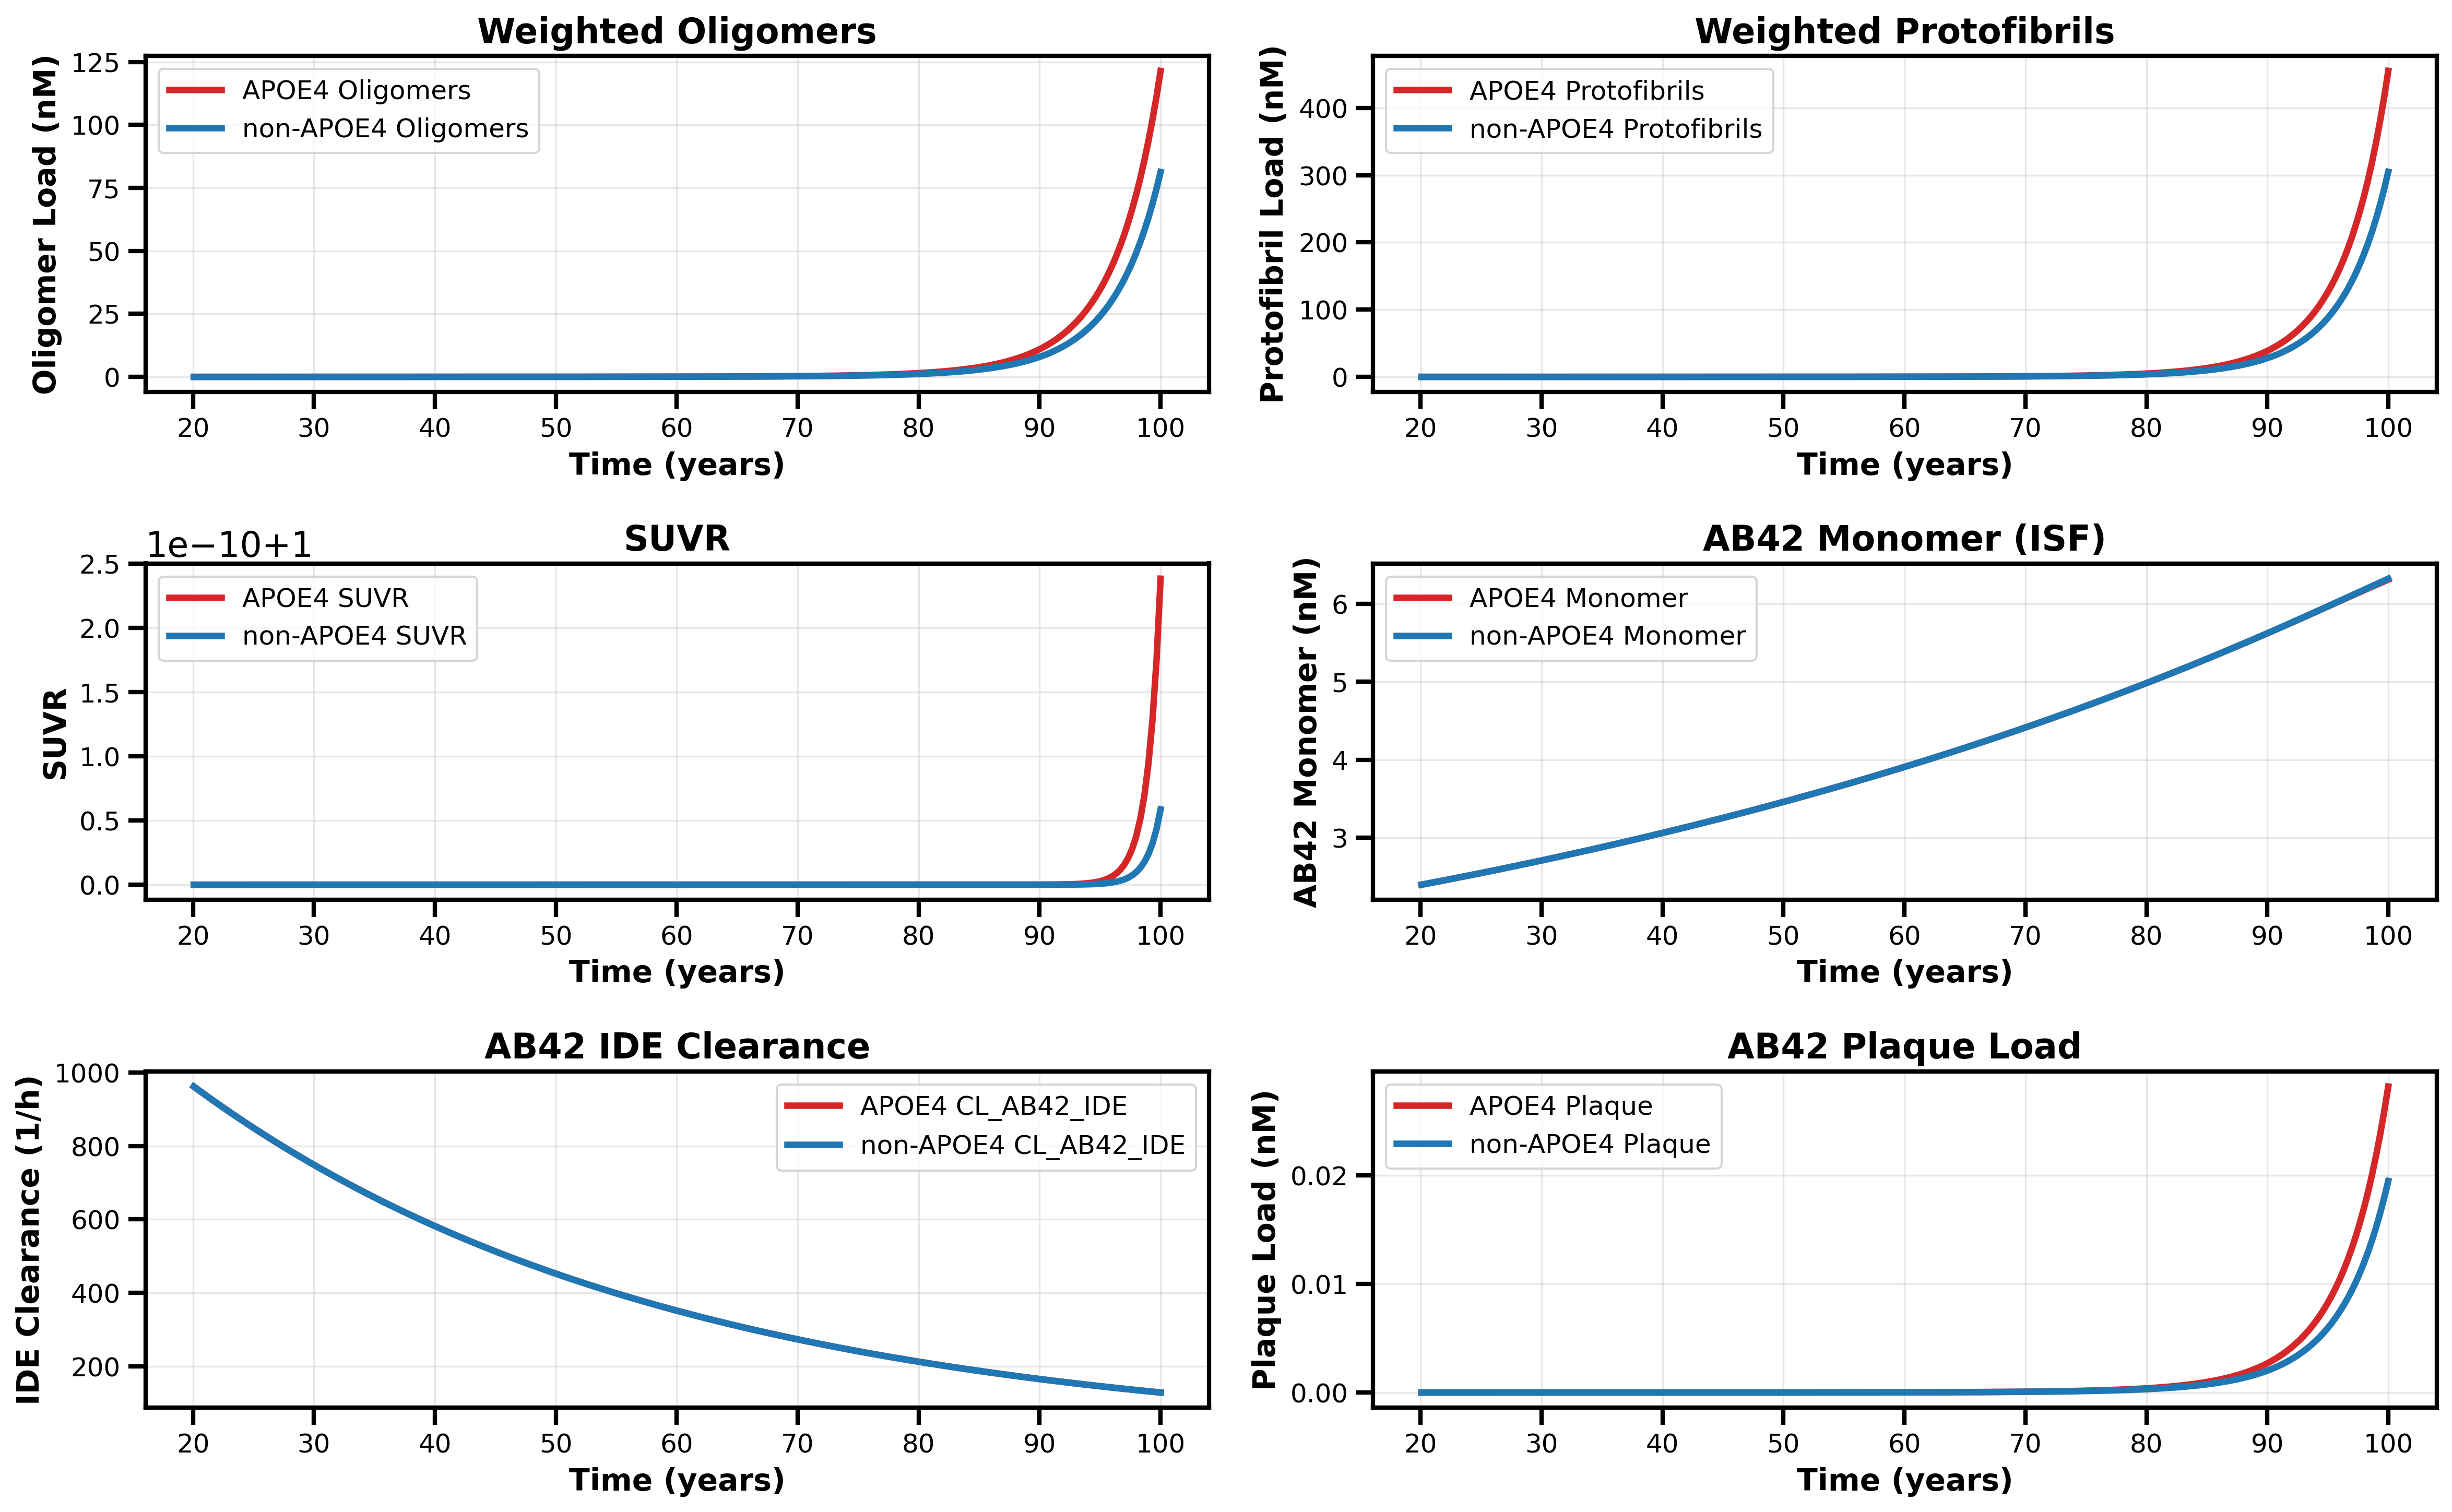 Weighted Oligomers
Oligomer Load (nM)
125
100
75
50
25
0
APOE4 Oligomers
non-APOE4 Oligomers
20 30 40 50 60 70 80 90 100
Time (years)
Weighted Protofibrils
Protofibril Load (nM)
400
300
200
100
0
APOE4 Protofibrils
non-APOE4 Protofibrils
20 30 40 50 60 70 80 90 100
Time (years)
SUVR
1e−10+1
SUVR
2.5
2.0
1.5
1.0
0.5
0.0
APOE4 SUVR
non-APOE4 SUVR
20 30 40 50 60 70 80 90 100
Time (years)
AB42 Monomer (ISF)
AB42 Monomer (nM)
6
5
4
3
APOE4 Monomer
non-APOE4 Monomer
20 30 40 50 60 70 80 90 100
Time (years)
AB42 IDE Clearance
IDE Clearance (1/h)
1000
800
600
400
200
APOE4 CL_AB42_IDE
non-APOE4 CL_AB42_IDE
20 30 40 50 60 70 80 90 100
Time (years)
AB42 Plaque Load
Plaque Load (nM)
0.02
0.01
0.00
APOE4 Plaque
non-APOE4 Plaque
20 30 40 50 60 70 80 90 100
Time (years)